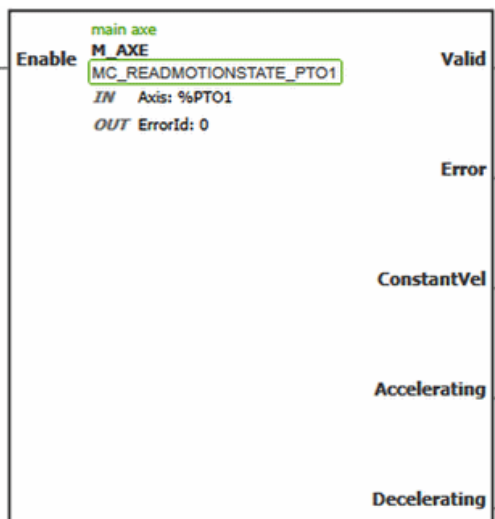 main axe
Enable M_AXE Valid
MC_READMOTIONSTATE_PTO1
IN Axis: %PTO1
OUT ErrorId: 0
Error
ConstantVel
Accelerating
Decelerating